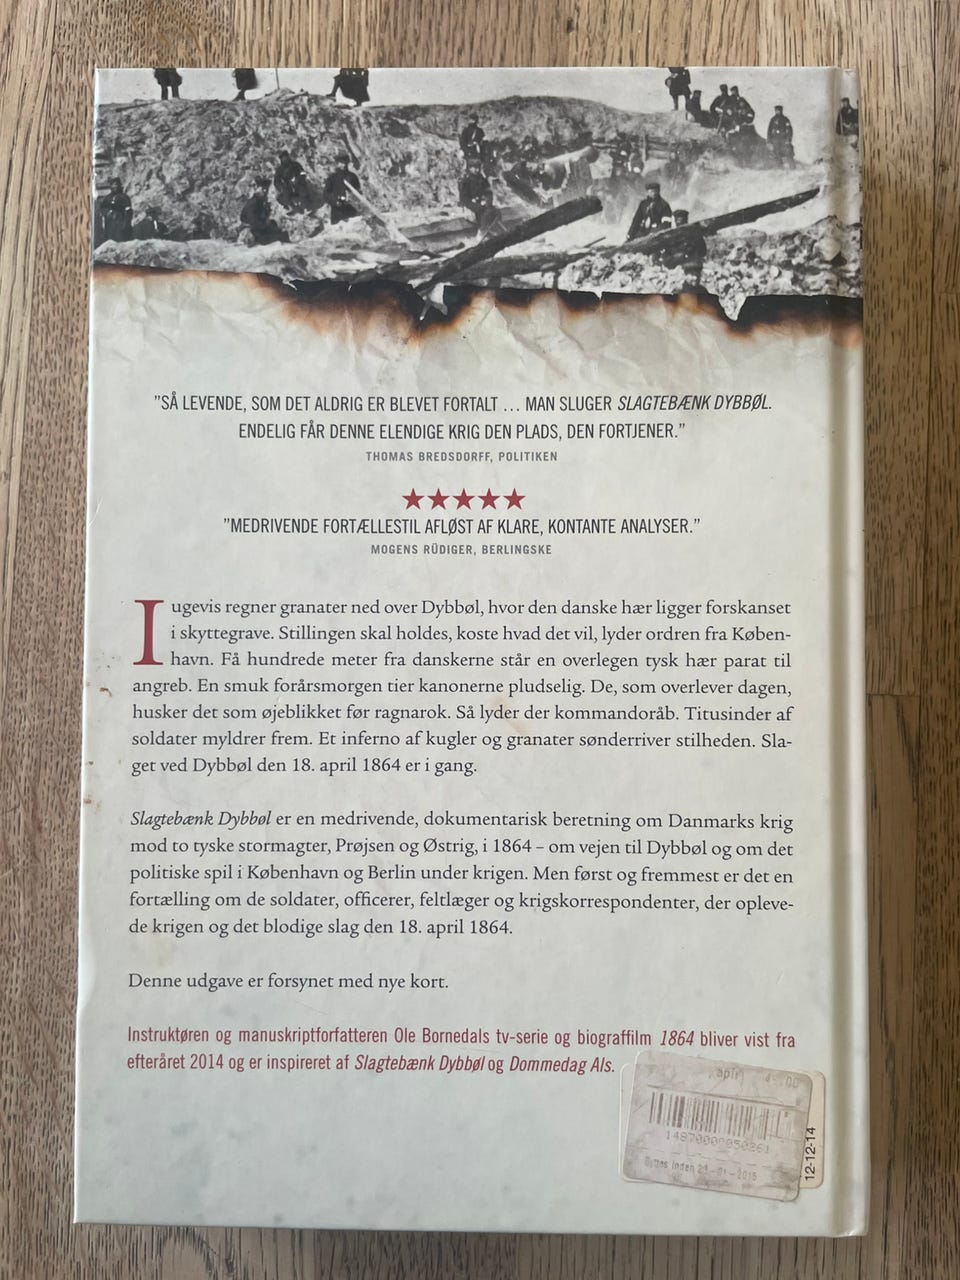 ”SÅ LEVENDE, SOM DET ALDRIG ER BLEVET FORTALT ... MAN SLUGER SLAGTEBÆNK DYBBØL.
ENDELIG FÅR DENNE ELENDIGE KRIG DEN PLADS, DEN FORTJENER.”
THOMAS BREDSDORFF, POLITIKEN
★★★★★
”MEDRIVENDE FORTÆLLESTIL AFLØST AF KLARE, KONTANTE ANALYSER.”
MOGENS RÜDIGER, BERLINGSKE
I ugevis regner granater ned over Dybbøl, hvor den danske hær ligger forskanset
i skyttegrave. Stillingen skal holdes, koste hvad det vil, lyder ordren fra Køben-
havn. Få hundrede meter fra danskerne står en overlegen tysk hær parat til
angreb. En smuk forårsmorgen tier kanonerne pludselig. De, som overlever dagen,
husker det som øjeblikket før ragnarok. Så lyder der kommandoråb. Titusinder af
soldater myldrer frem. Et inferno af kugler og granater sønderriver stilheden. Sla-
get ved Dybbøl den 18. april 1864 er i gang.
Slagtebænk Dybbøl er en medrivende, dokumentarisk beretning om Danmarks krig
mod to tyske stormagter, Prøjsen og Østrig, i 1864 – om vejen til Dybbøl og om det
politiske spil i København og Berlin under krigen. Men først og fremmest er det en
fortælling om de soldater, officerer, feltlæger og krigskorrespondenter, der opleve-
de krigen og det blodige slag den 18. april 1864.
Denne udgave er forsynet med nye kort.
Instruktøren og manuskriptforfatteren Ole Bornedals tv-serie og biograffilm 1864 bliver vist fra
efteråret 2014 og er inspireret af Slagtebænk Dybbøl og Dommedag Als.
Byttes inden
12-12-14